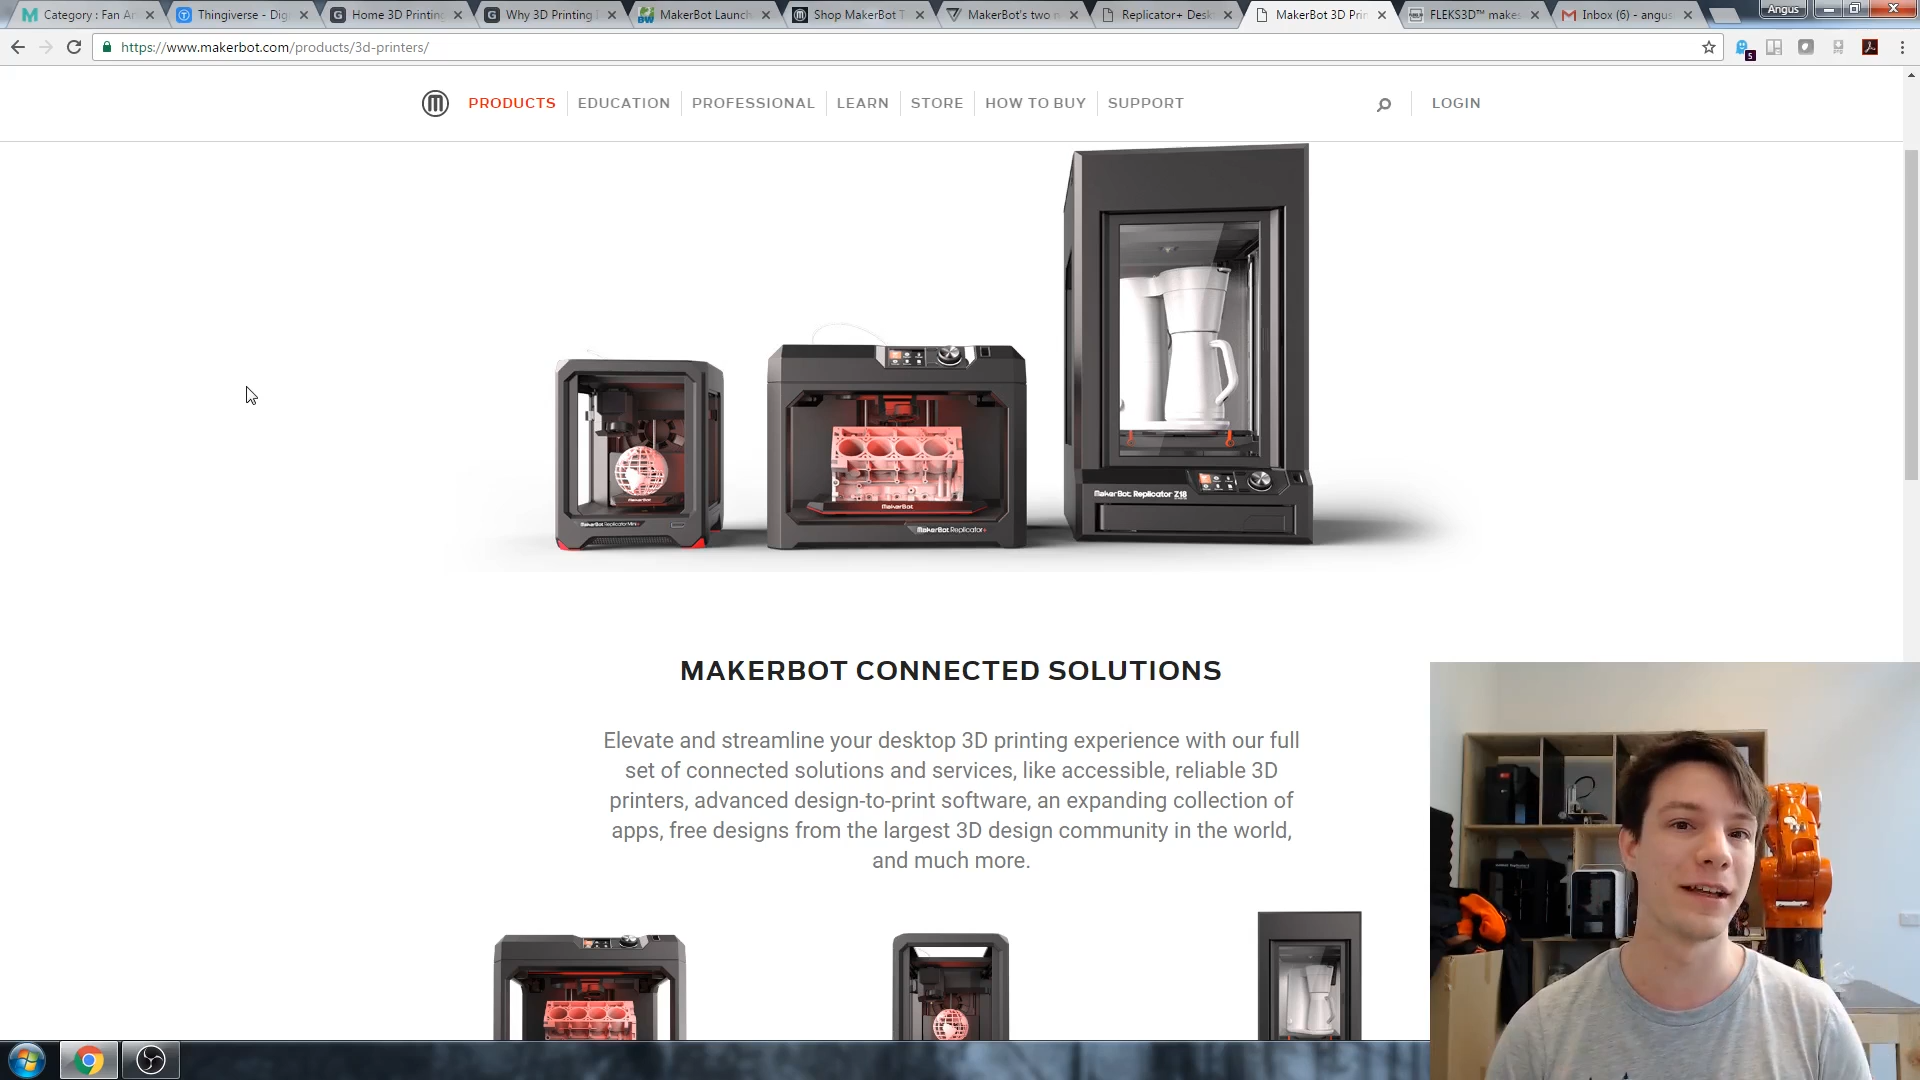 Category : Fan Ar
Thingiverse - Digi
Home 3D Printing
Why 3D Printing
MakerBot Launch
Shop MakerBot T
MakerBot's two n
Replicator+ Desk
MakerBot 3D Prin
FLEKS3D™ makes
Inbox (6) - angus
Angus
https://www.makerbot.com/products/3d-printers/
5
PRODUCTS
EDUCATION
PROFESSIONAL
LEARN
STORE
HOW TO BUY
SUPPORT
LOGIN
MakerBot Replicator Mini+
MakerBot
MakerBot Replicator+
MakerBot Replicator Z18
MAKERBOT CONNECTED SOLUTIONS
Elevate and streamline your desktop 3D printing experience with our full
set of connected solutions and services, like accessible, reliable 3D
printers, advanced design-to-print software, an expanding collection of
apps, free designs from the largest 3D design community in the world,
and much more.